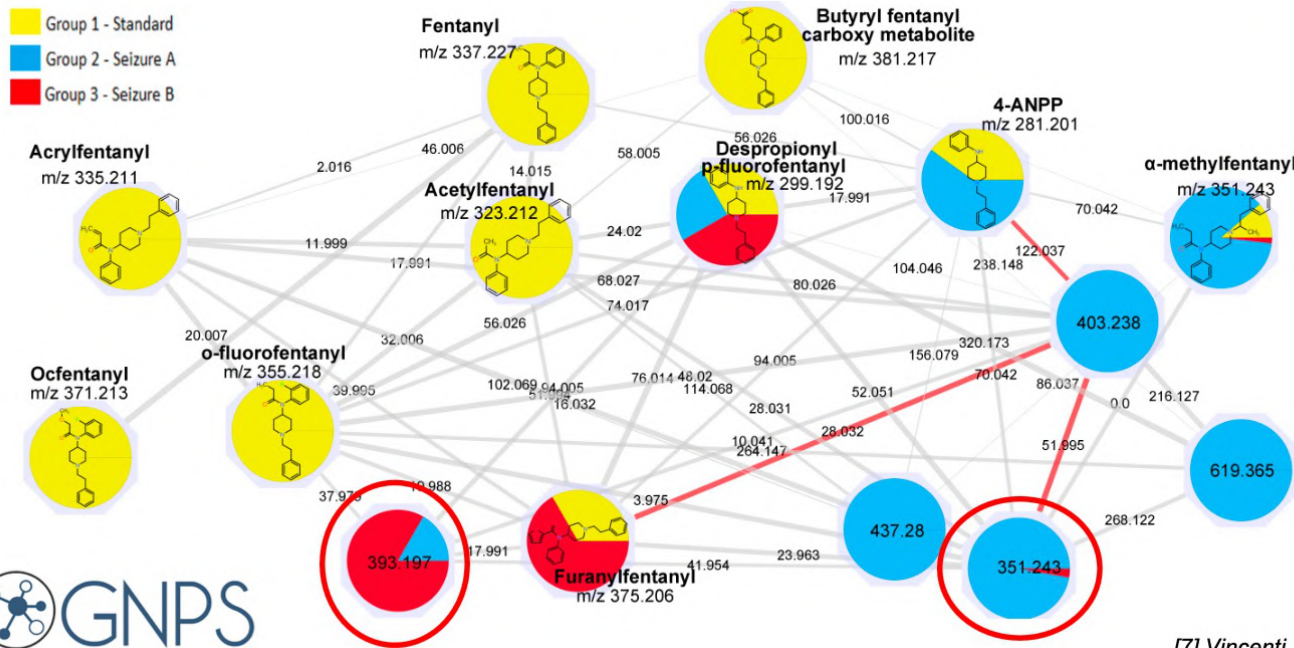 Group 1 - Standard
Group 2 - Seizure A
Group 3 - Seizure B
Fentanyl
m/z 337.227
Butyryl fentanyl
carboxy metabolite
m/z 381.217
4-ANPP
m/z 281.201
α-methylfentanyl
m/z 351.243
Acrylfentanyl
m/z 335.211
Acetylfentanyl
m/z 323.212
Despropionyl
p-fluorofentanyl
m/z 299.192
2.016
46.006
14.015
58.005
56.026
100.016
17.991
70.042
11.999
17.991
24.02
68.027
74.017
104.046
238.148
122.037
80.026
403.238
20.007
32.006
56.026
94.005
320.173
156.079
70.042
86.037
0.0
216.127
o-fluorofentanyl
m/z 355.218
Ocfentanyl
m/z 371.213
39.995
102.069
94.005
16.032
76.014
48.02
114.068
52.051
28.031
28.032
10.041
264.147
51.995
619.365
19.988
3.975
437.28
268.122
393.197
17.991
Furanylfentanyl
m/z 375.206
23.963
41.954
351.243
GNPS
[7] Vincenti